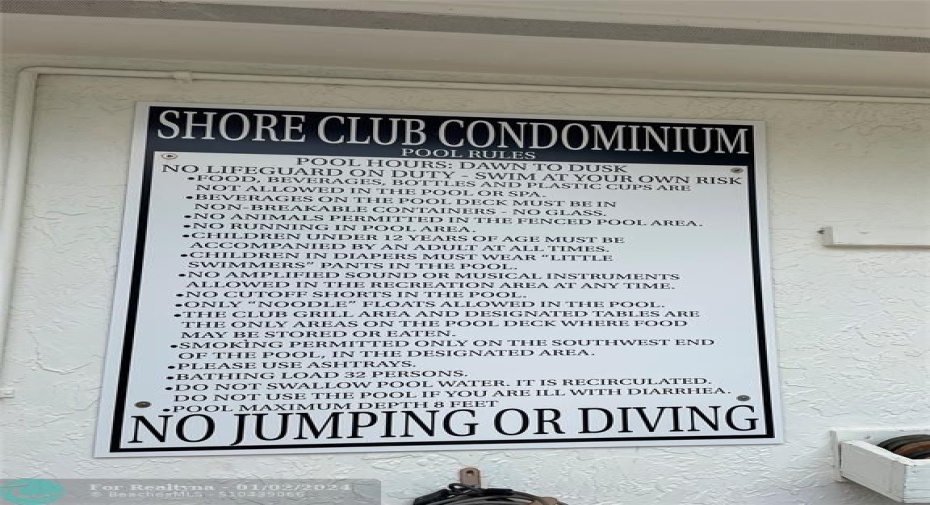 SHORE CLUB CONDOMINIUM
POOL RULES
POOL HOURS: DAWN TO DUSK
NO LIFEGUARD ON DUTY - SWIM AT YOUR OWN RISK
•FOOD, BEVERAGES, BOTTLES AND PLASTIC CUPS ARE
NOT ALLOWED IN THE POOL OR SPA.
•BEVERAGES ON THE POOL DECK MUST BE IN
NON-BREAKABLE CONTAINERS - NO GLASS.
•NO ANIMALS PERMITTED IN THE FENCED POOL AREA.
•NO RUNNING IN POOL AREA.
•CHILDREN UNDER 12 YEARS OF AGE MUST BE
ACCOMPANIED BY AN ADULT AT ALL TIMES.
•CHILDREN IN DIAPERS MUST WEAR "LITTLE
SWIMMERS" PANTS IN THE POOL.
•NO AMPLIFIED SOUND OR MUSICAL INSTRUMENTS
ALLOWED IN THE RECREATION AREA AT ANY TIME.
•NO CUTOFF SHORTS IN THE POOL.
•ONLY "NOODLE" FLOATS ALLOWED IN THE POOL.
•THE CLUB GRILL AREA AND DESIGNATED TABLES ARE
THE ONLY AREAS ON THE POOL DECK WHERE FOOD
MAY BE STORED OR EATEN.
•SMOKING PERMITTED ONLY ON THE SOUTHWEST END
OF THE POOL, IN THE DESIGNATED AREA.
•PLEASE USE ASHTRAYS.
•BATHING LOAD 32 PERSONS.
•DO NOT SWALLOW POOL WATER. IT IS RECIRCULATED.
DO NOT USE THE POOL IF YOU ARE ILL WITH DIARRHEA.
•POOL MAXIMUM DEPTH 8 FEET
NO JUMPING OR DIVING
For Realtyna - 01/02/2024
© BeachesMLS -